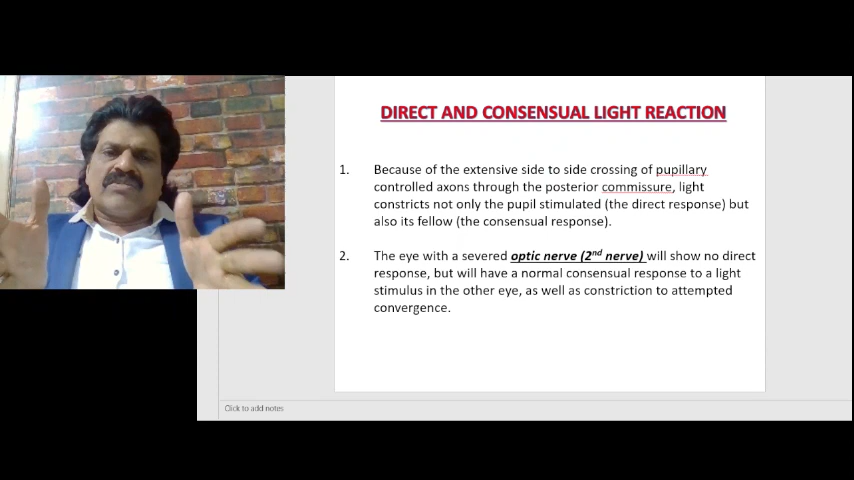 DIRECT AND CONSENSUAL LIGHT REACTION
1. Because of the extensive side to side crossing of pupillary
controlled axons through the posterior commissure, light
constricts not only the pupil stimulated (the direct response) but
also its fellow (the consensual response).
2. The eye with a severed optic nerve (2nd nerve) will show no direct
response, but will have a normal consensual response to a light
stimulus in the other eye, as well as constriction to attempted
convergence.
Click to add notes